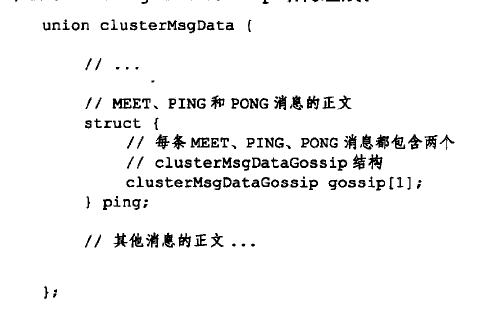 union clusterMsgData {
// ...
// MEET、PING 和 PONG 消息的正文
struct {
// 每条 MEET、PING、PONG 消息都包含两个
// clusterMsgDataGossip 结构
clusterMsgDataGossip gossip[1];
} ping;
// 其他消息的正文 ...
};